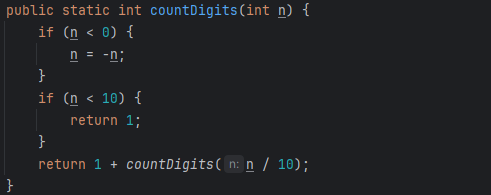 public static int countDigits(int n) {
    if (n < 0) {
        n = -n;
    }
    if (n < 10) {
        return 1;
    }
    return 1 + countDigits( n: n / 10);
}